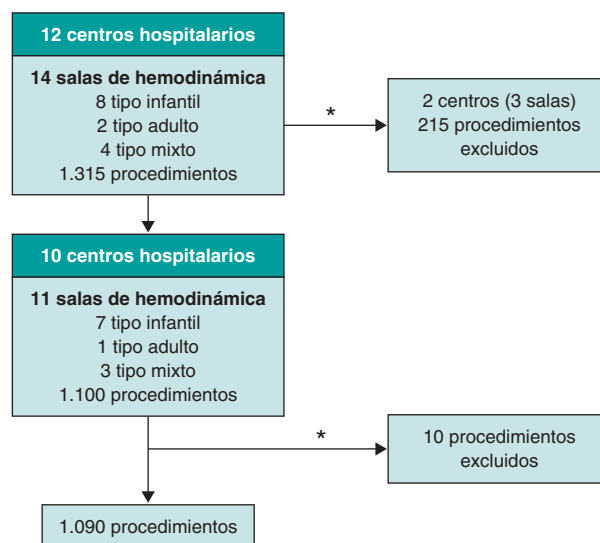 12 centros hospitalarios
14 salas de hemodinámica
8 tipo infantil
2 tipo adulto
4 tipo mixto
1.315 procedimientos
*
2 centros (3 salas)
215 procedimientos
excluidos
10 centros hospitalarios
11 salas de hemodinámica
7 tipo infantil
1 tipo adulto
3 tipo mixto
1.100 procedimientos
*
10 procedimientos
excluidos
1.090 procedimientos